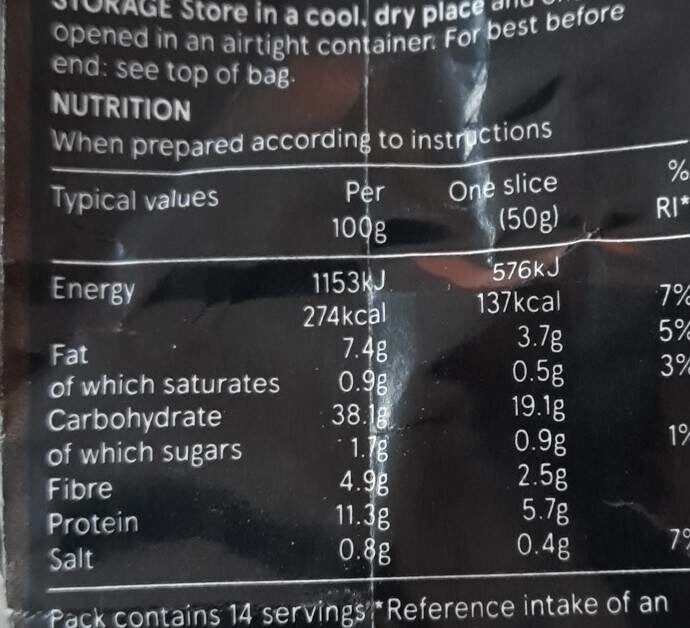 STORAGE Store in a cool, dry place and
opened in an airtight container. For best before
end: see top of bag.
NUTRITION
When prepared according to instructions
Typical values Per 100g One slice (50g) % RI*
Energy 1153kJ 576kJ
274kcal 137kcal 7%
Fat 7.4g 3.7g 5%
of which saturates 0.9g 0.5g 3%
Carbohydrate 38.1g 19.1g
of which sugars 1.7g 0.9g 1%
Fibre 4.9g 2.5g
Protein 11.3g 5.7g
Salt 0.8g 0.4g 7%
Pack contains 14 servings *Reference intake of an